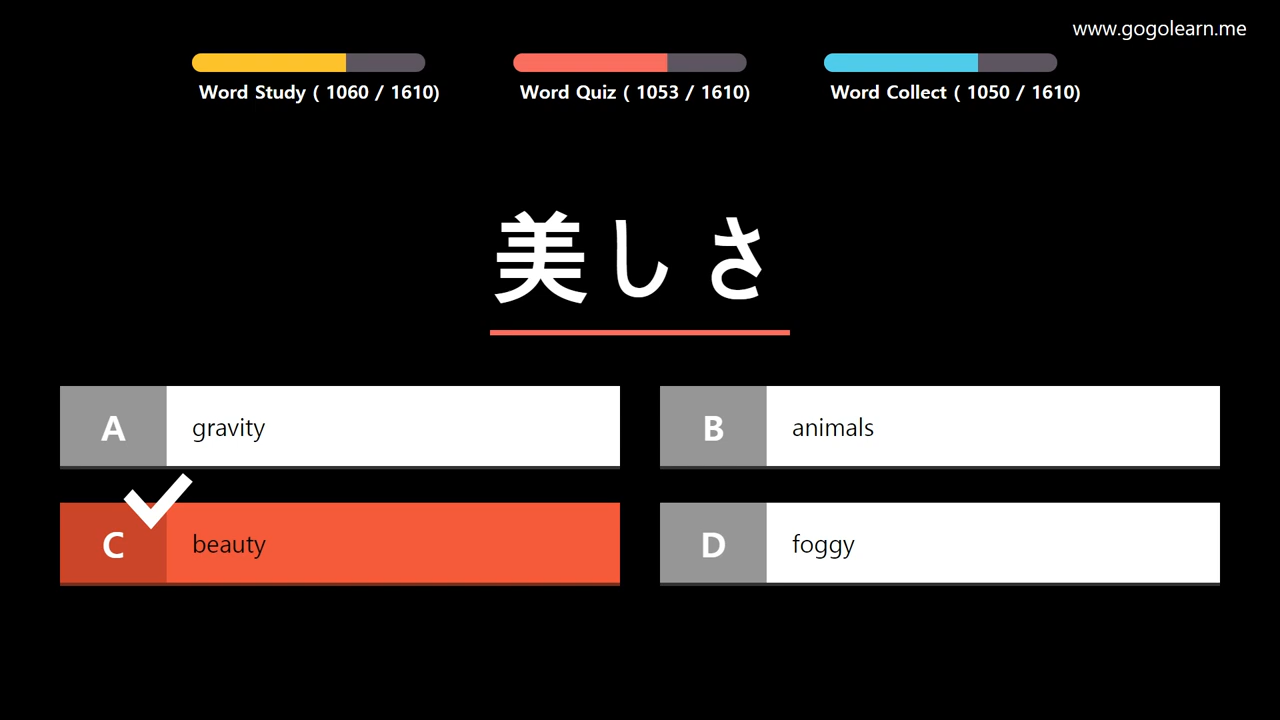 www.gogolearn.me
Word Study ( 1060 / 1610)
Word Quiz ( 1053 / 1610)
Word Collect ( 1050 / 1610)
美しさ
A gravity
B animals
C beauty
D foggy